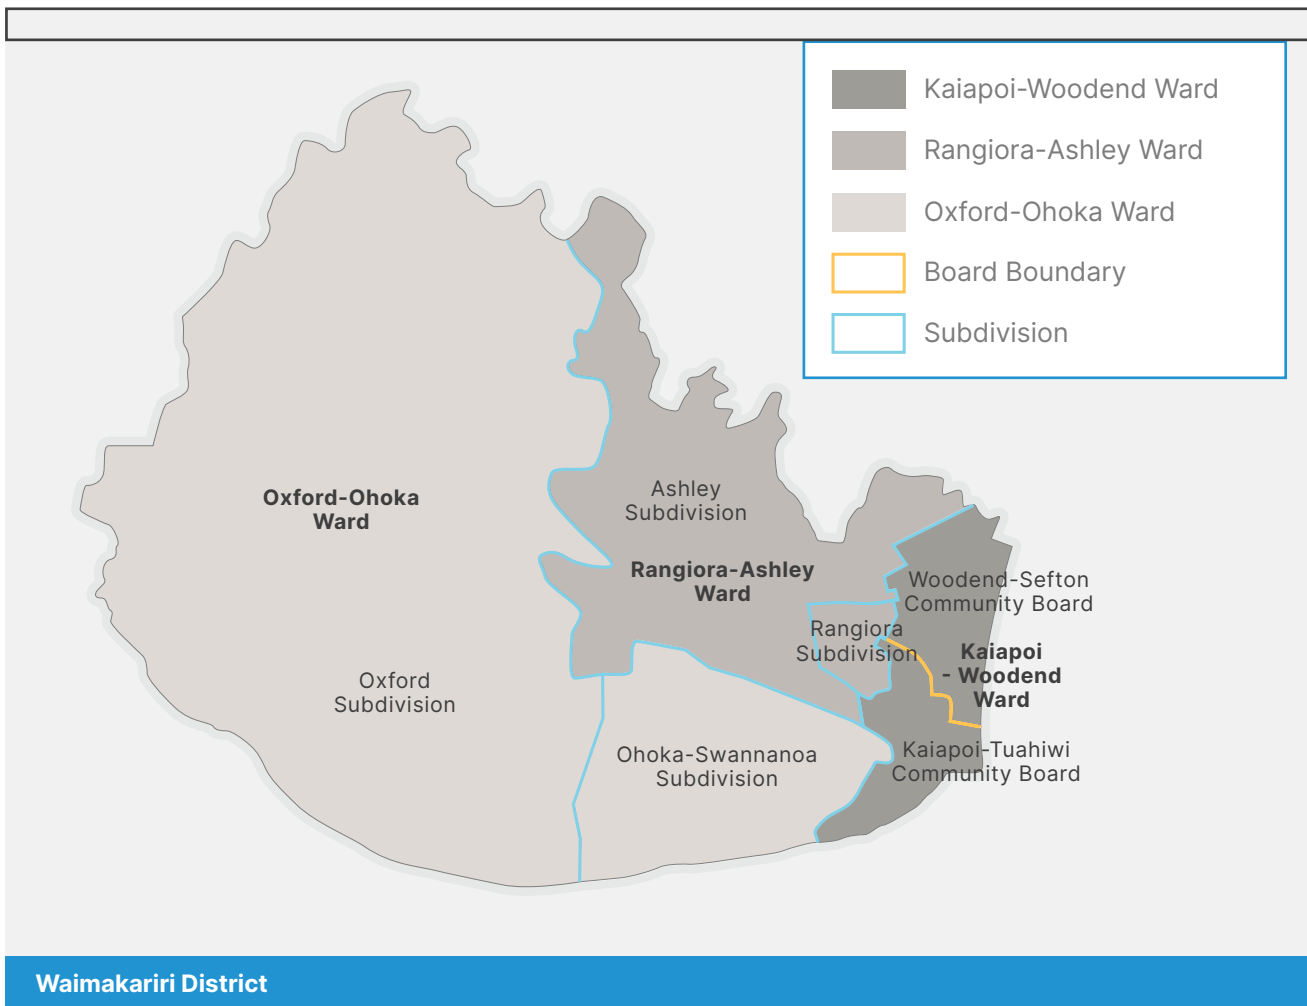 Kaiapoi-Woodend Ward
Rangiora-Ashley Ward
Oxford-Ohoka Ward
Board Boundary
Subdivision
Oxford-Ohoka
Ward
Ashley
Subdivision
Rangiora-Ashley
Ward
Woodend-Sefton
Community Board
Rangiora
Subdivision
Kaiapoi
- Woodend
Ward
Oxford
Subdivision
Ohoka-Swannanoa
Subdivision
Kaiapoi-Tuahiwi
Community Board
Waimakariri District